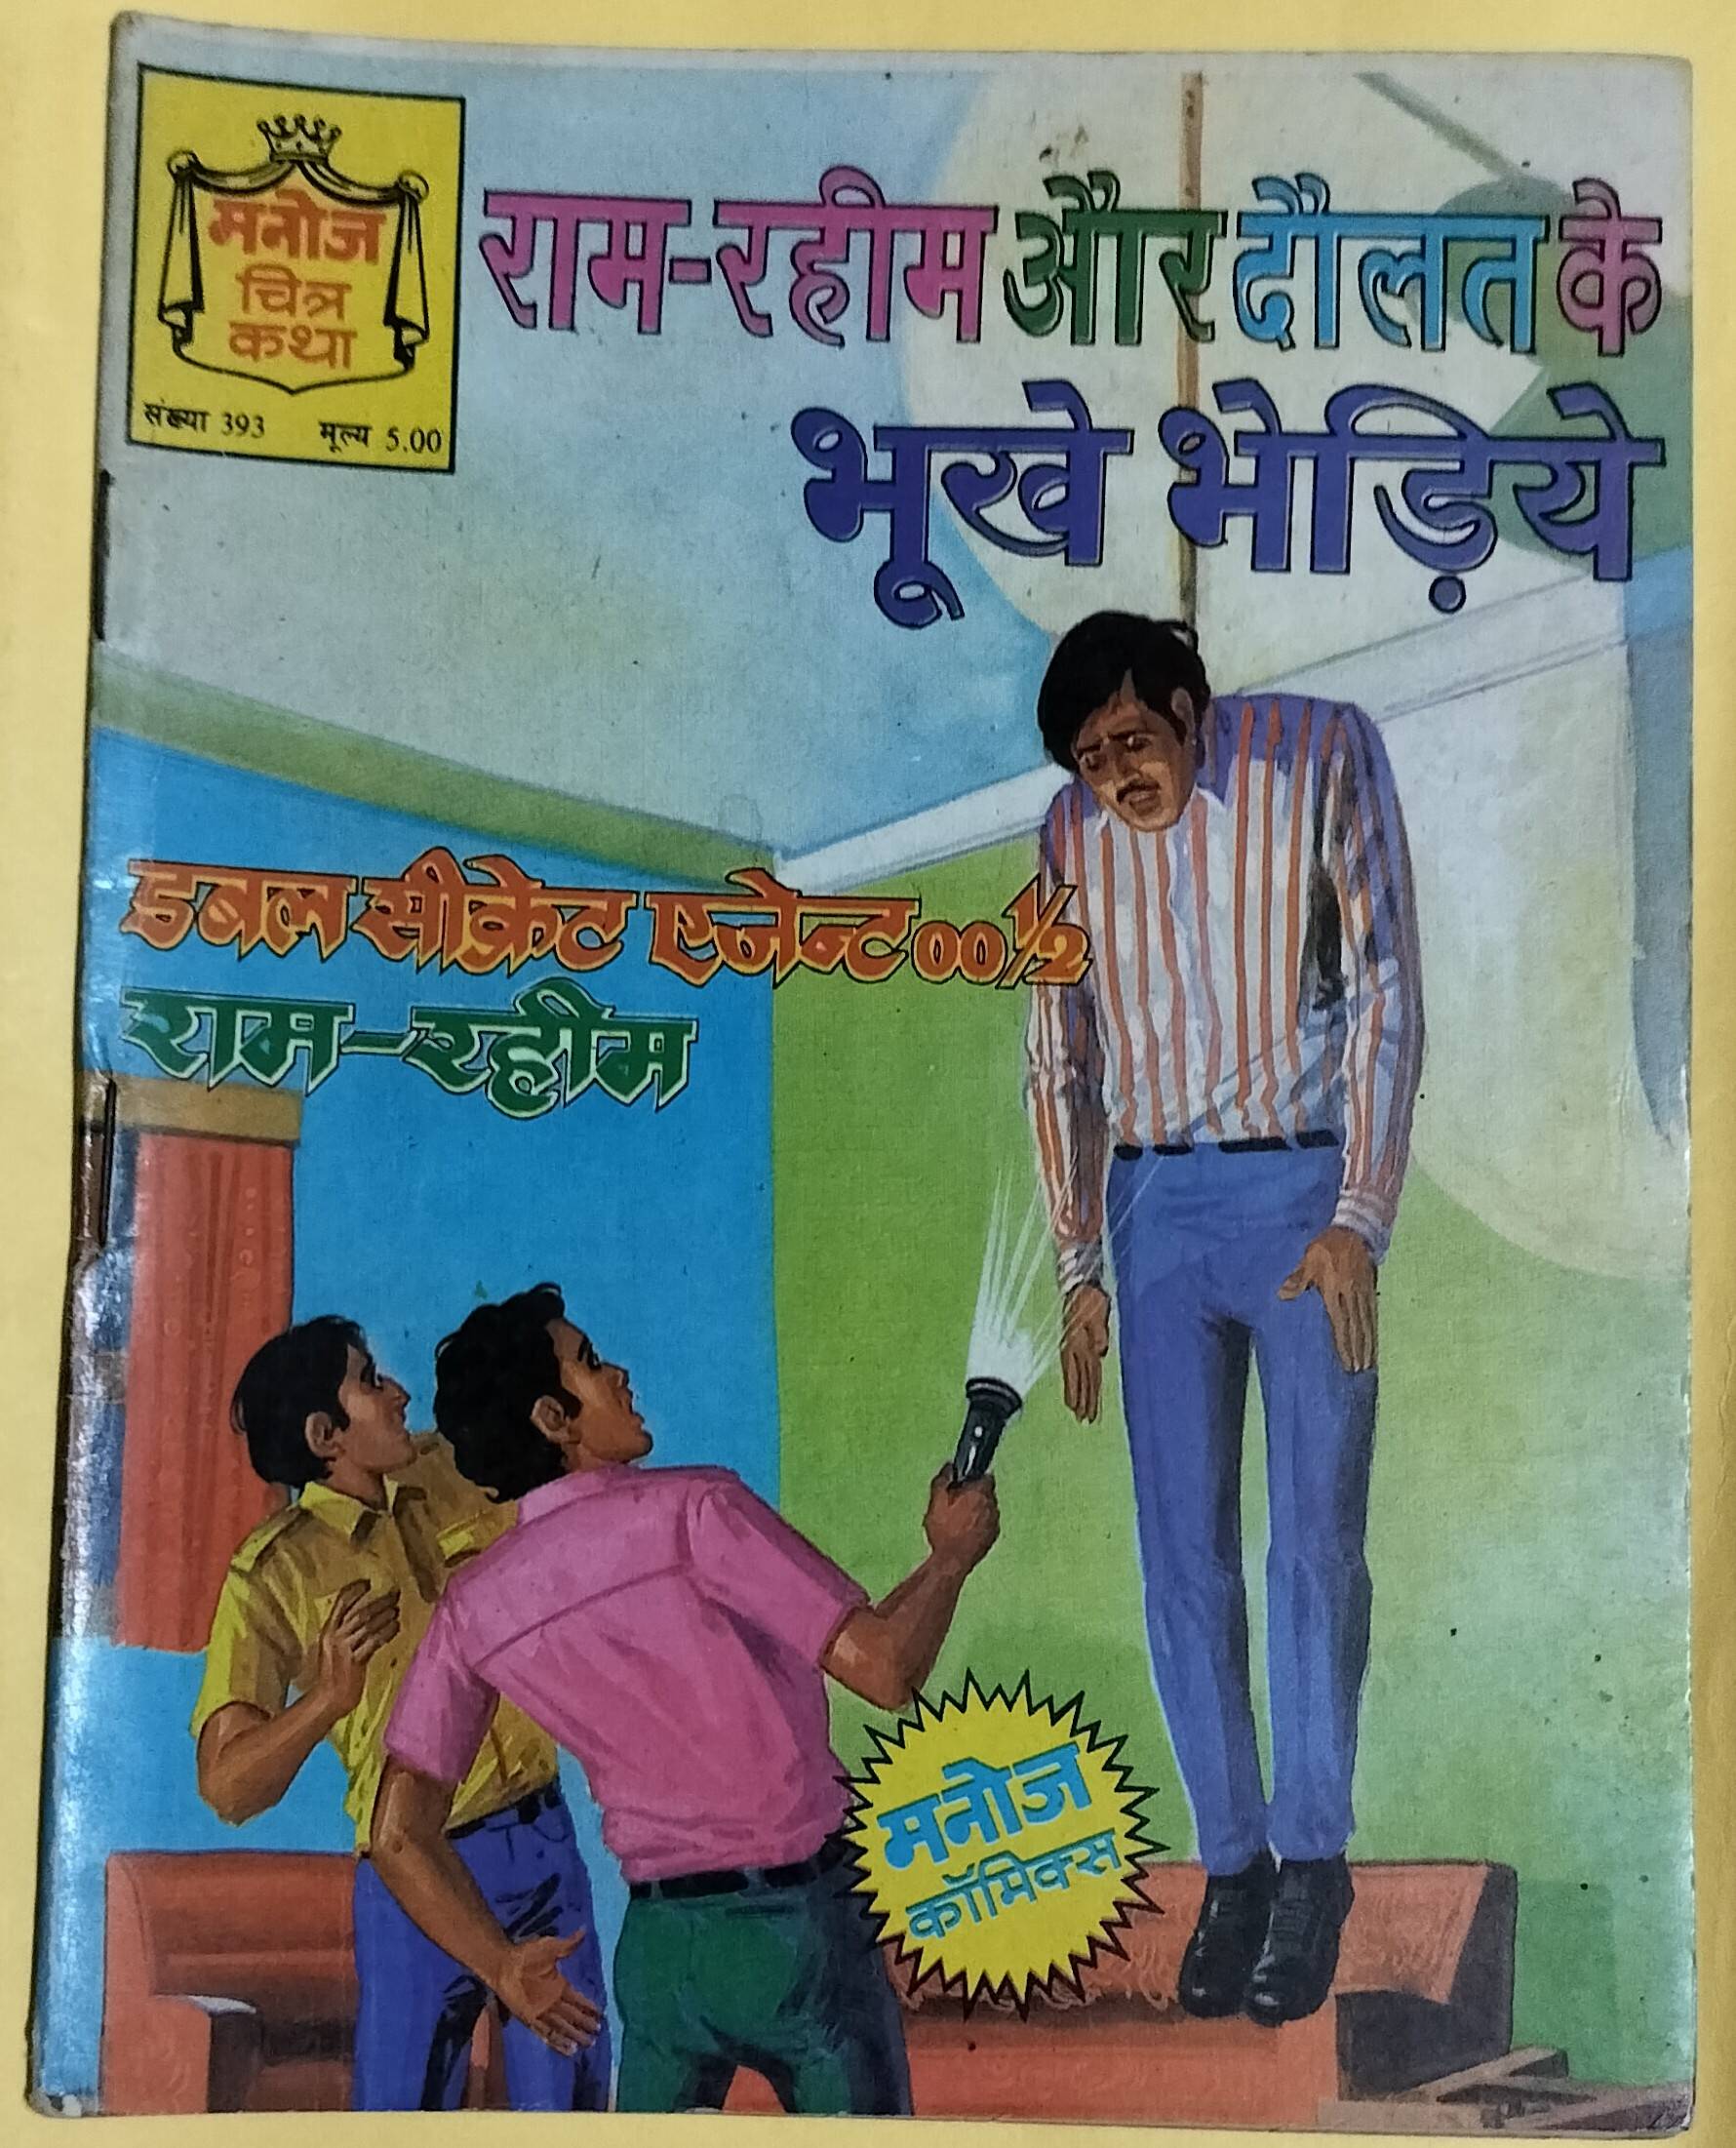 मनोज
चित्र
कथा
संख्या 393 मूल्य 5.00
राम-रहीम और दौलत के
भूखे भेड़िये
डबल सीक्रेट एजेन्ट 00½
राम-रहीम
मनोज
कॉमिक्स